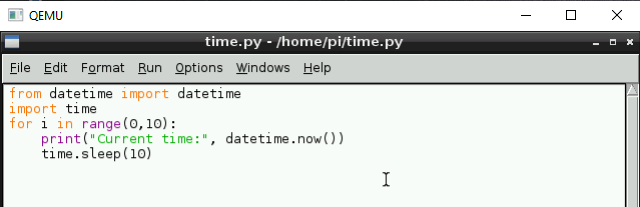 QEMU
time.py - /home/pi/time.py
File Edit Format Run Options Windows Help
from datetime import datetime
import time
for i in range(0,10):
    print("Current time:", datetime.now())
    time.sleep(10)